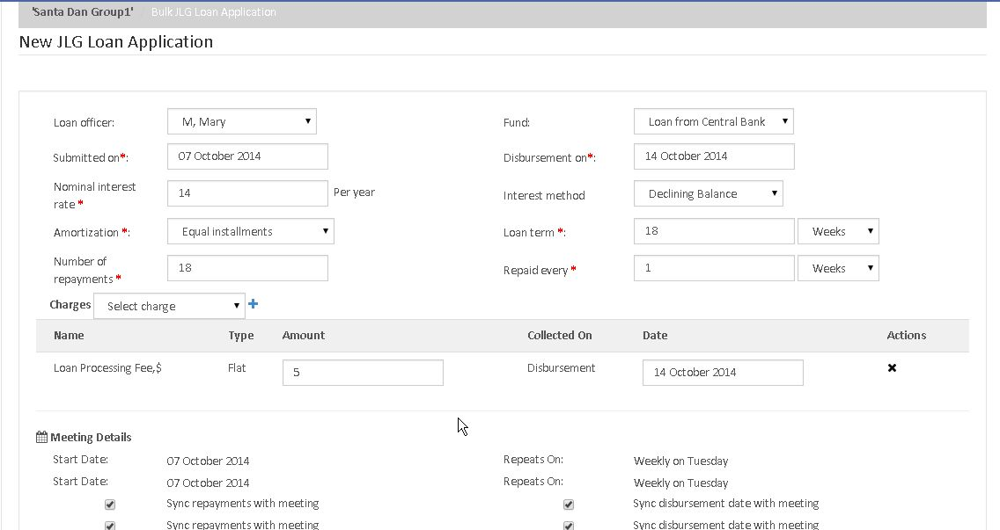 'Santa Dan Group1' / Bulk JLG Loan Application
New JLG Loan Application
Loan officer: M, Mary Fund: Loan from Central Bank
Submitted on*: 07 October 2014 Disbursement on*: 14 October 2014
Nominal interest rate * 14 Per year Interest method Declining Balance
Amortization *: Equal installments Loan term *: 18 Weeks
Number of repayments * 18 Repaid every * 1 Weeks
Charges Select charge
Name Type Amount Collected On Date Actions
Loan Processing Fee,$ Flat 5 Disbursement 14 October 2014
Meeting Details
Start Date: 07 October 2014 Repeats On: Weekly on Tuesday
Start Date: 07 October 2014 Repeats On: Weekly on Tuesday
Sync repayments with meeting Sync disbursement date with meeting
Sync repayments with meeting Sync disbursement date with meeting